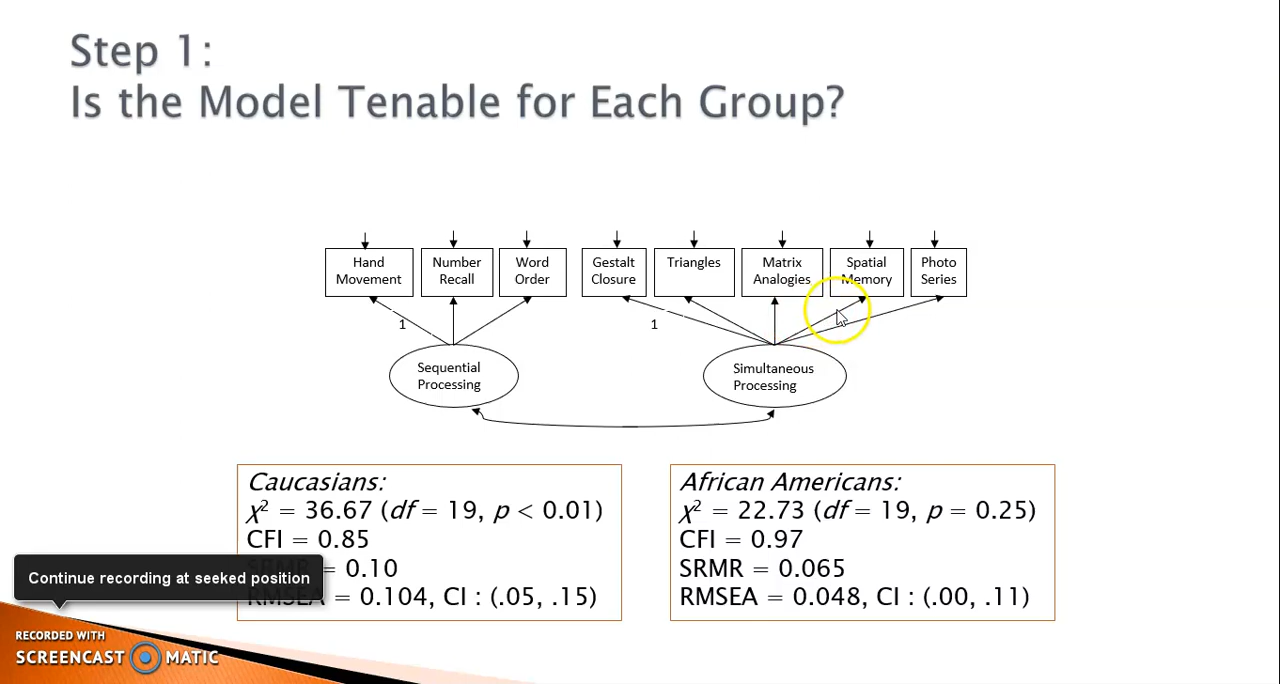 Step 1:
Is the Model Tenable for Each Group?
Hand
Movement
Number
Recall
Word
Order
Gestalt
Closure
Triangles
Matrix
Analogies
Spatial
Memory
Photo
Series
1
1
Sequential
Processing
Simultaneous
Processing
Caucasians:
χ² = 36.67 (df = 19, p < 0.01)
CFI = 0.85
SRMR = 0.10
RMSEA = 0.104, CI : (.05, .15)
African Americans:
χ² = 22.73 (df = 19, p = 0.25)
CFI = 0.97
SRMR = 0.065
RMSEA = 0.048, CI : (.00, .11)
Continue recording at seeked position
RECORDED WITH
SCREENCAST MATIC